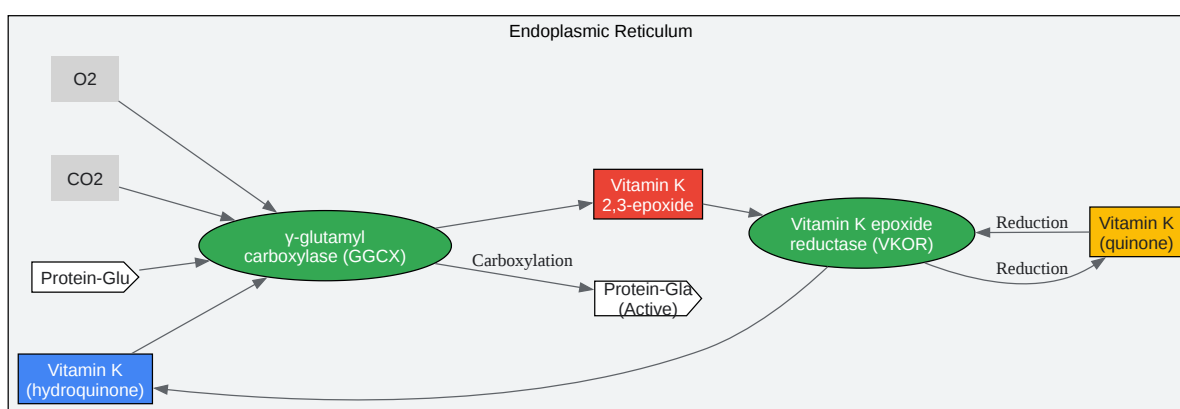 Endoplasmic Reticulum
O2
CO2
Protein-Glu
Vitamin K
(hydroquinone)
γ-glutamyl
carboxylase (GGCX)
Carboxylation
Vitamin K
2,3-epoxide
Protein-Gla
(Active)
Vitamin K epoxide
reductase (VKOR)
Reduction
Reduction
Vitamin K
(quinone)